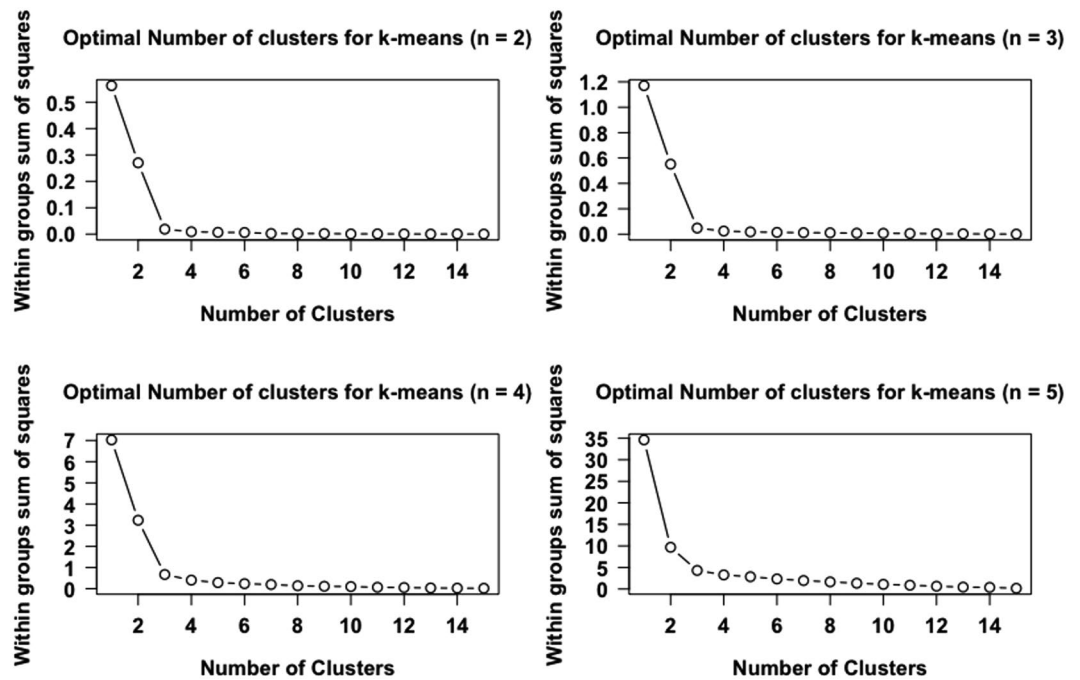 Optimal Number of clusters for k-means (n = 2)
Within groups sum of squares
0.5
0.4
0.3
0.2
0.1
0.0
2 4 6 8 10 12 14
Number of Clusters
Optimal Number of clusters for k-means (n = 3)
Within groups sum of squares
1.2
1.0
0.8
0.6
0.4
0.2
0.0
2 4 6 8 10 12 14
Number of Clusters
Optimal Number of clusters for k-means (n = 4)
Within groups sum of squares
7
6
5
4
3
2
1
0
2 4 6 8 10 12 14
Number of Clusters
Optimal Number of clusters for k-means (n = 5)
Within groups sum of squares
35
30
25
20
15
10
5
0
2 4 6 8 10 12 14
Number of Clusters